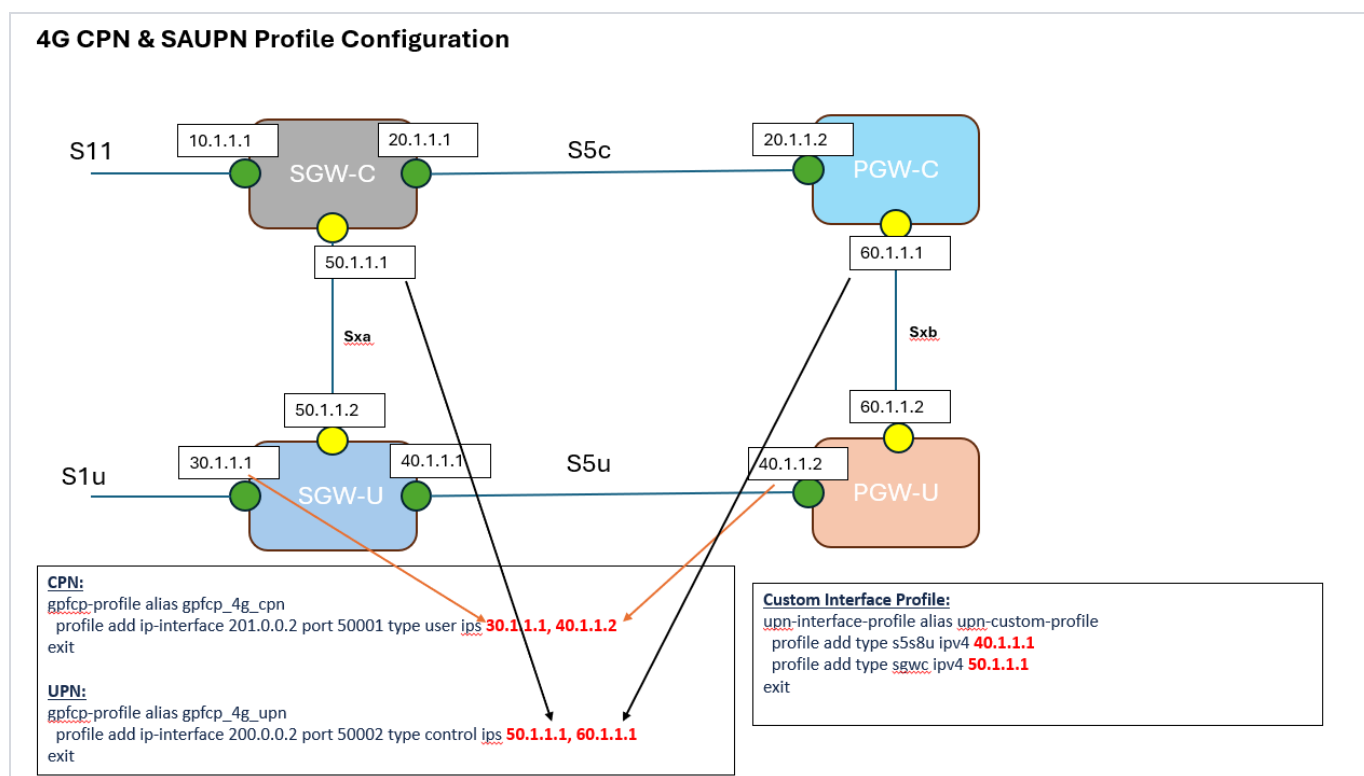 4G CPN & SAUPN Profile Configuration
S11
10.1.1.1
SGW-C
20.1.1.1
S5c
20.1.1.2
PGW-C
50.1.1.1
60.1.1.1
Sxa
Sxb
50.1.1.2
60.1.1.2
S1u
30.1.1.1
SGW-U
40.1.1.1
S5u
40.1.1.2
PGW-U
CPN:
gpfcp-profile alias gpfcp_4g_cpn
profile add ip-interface 201.0.0.2 port 50001 type user ips 30.1.1.1, 40.1.1.2
exit
UPN:
gpfcp-profile alias gpfcp_4g_upn
profile add ip-interface 200.0.0.2 port 50002 type control ips 50.1.1.1, 60.1.1.1
exit
Custom Interface Profile:
upn-interface-profile alias upn-custom-profile
profile add type s5s8u ipv4 40.1.1.1
profile add type sgwc ipv4 50.1.1.1
exit